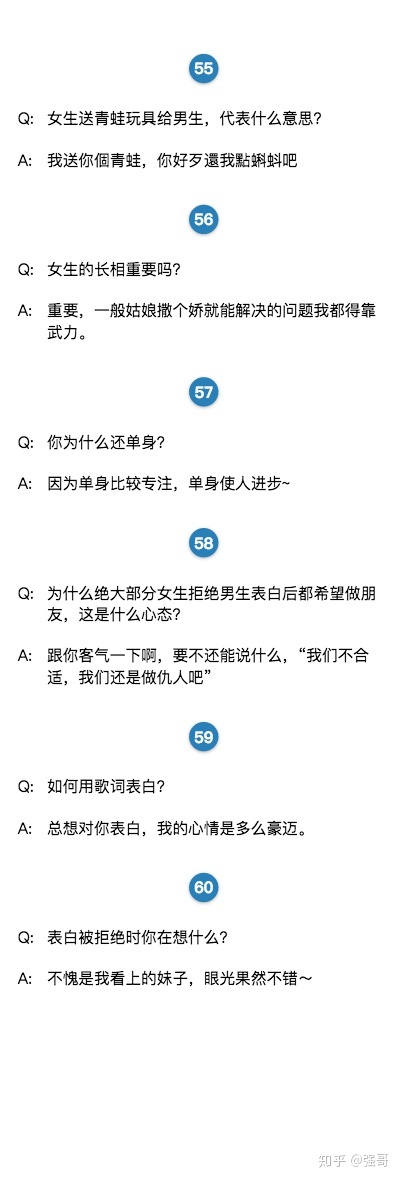 55
Q: 女生送青蛙玩具给男生，代表什么意思？
A: 我送你個青蛙，你好歹還我點蝌蚪吧
56
Q: 女生的长相重要吗？
A: 重要，一般姑娘撒个娇就能解决的问题我都得靠
武力。
57
Q: 你为什么还单身？
A: 因为单身比较专注，单身使人进步~
58
Q: 为什么绝大部分女生拒绝男生表白后都希望做朋
友，这是什么心态？
A: 跟你客气一下啊，要不还能说什么，“我们不合
适，我们还是做仇人吧”
59
Q: 如何用歌词表白？
A: 总想对你表白，我的心情是多么豪迈。
60
Q: 表白被拒绝时你在想什么？
A: 不愧是我看上的妹子，眼光果然不错～
知乎 @强哥